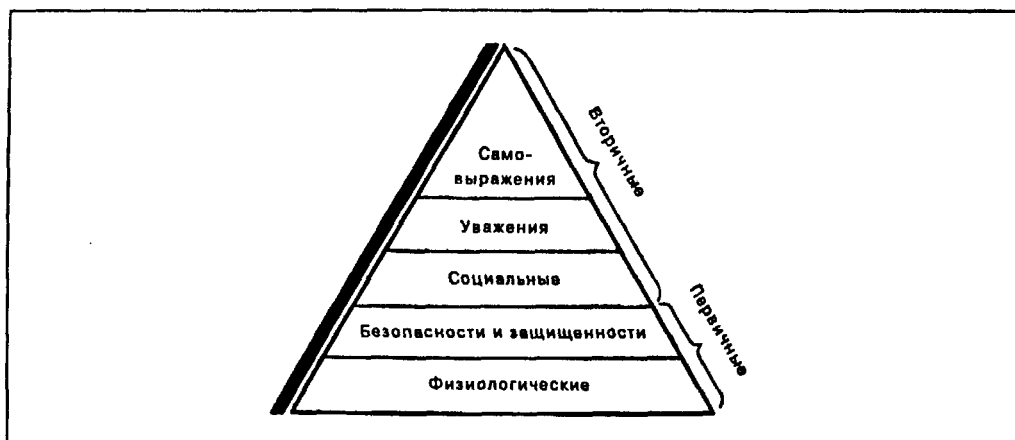 Само-
выражения
Уважения
Социальные
Безопасности и защищенности
Физиологические
Вторичные
Первичные